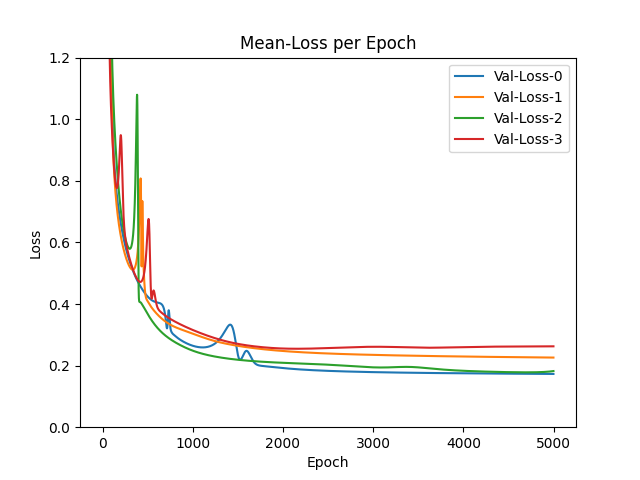 Mean-Loss per Epoch
1.2
1.0
0.8
0.6
0.4
0.2
0.0
Loss
Val-Loss-0
Val-Loss-1
Val-Loss-2
Val-Loss-3
0 1000 2000 3000 4000 5000
Epoch